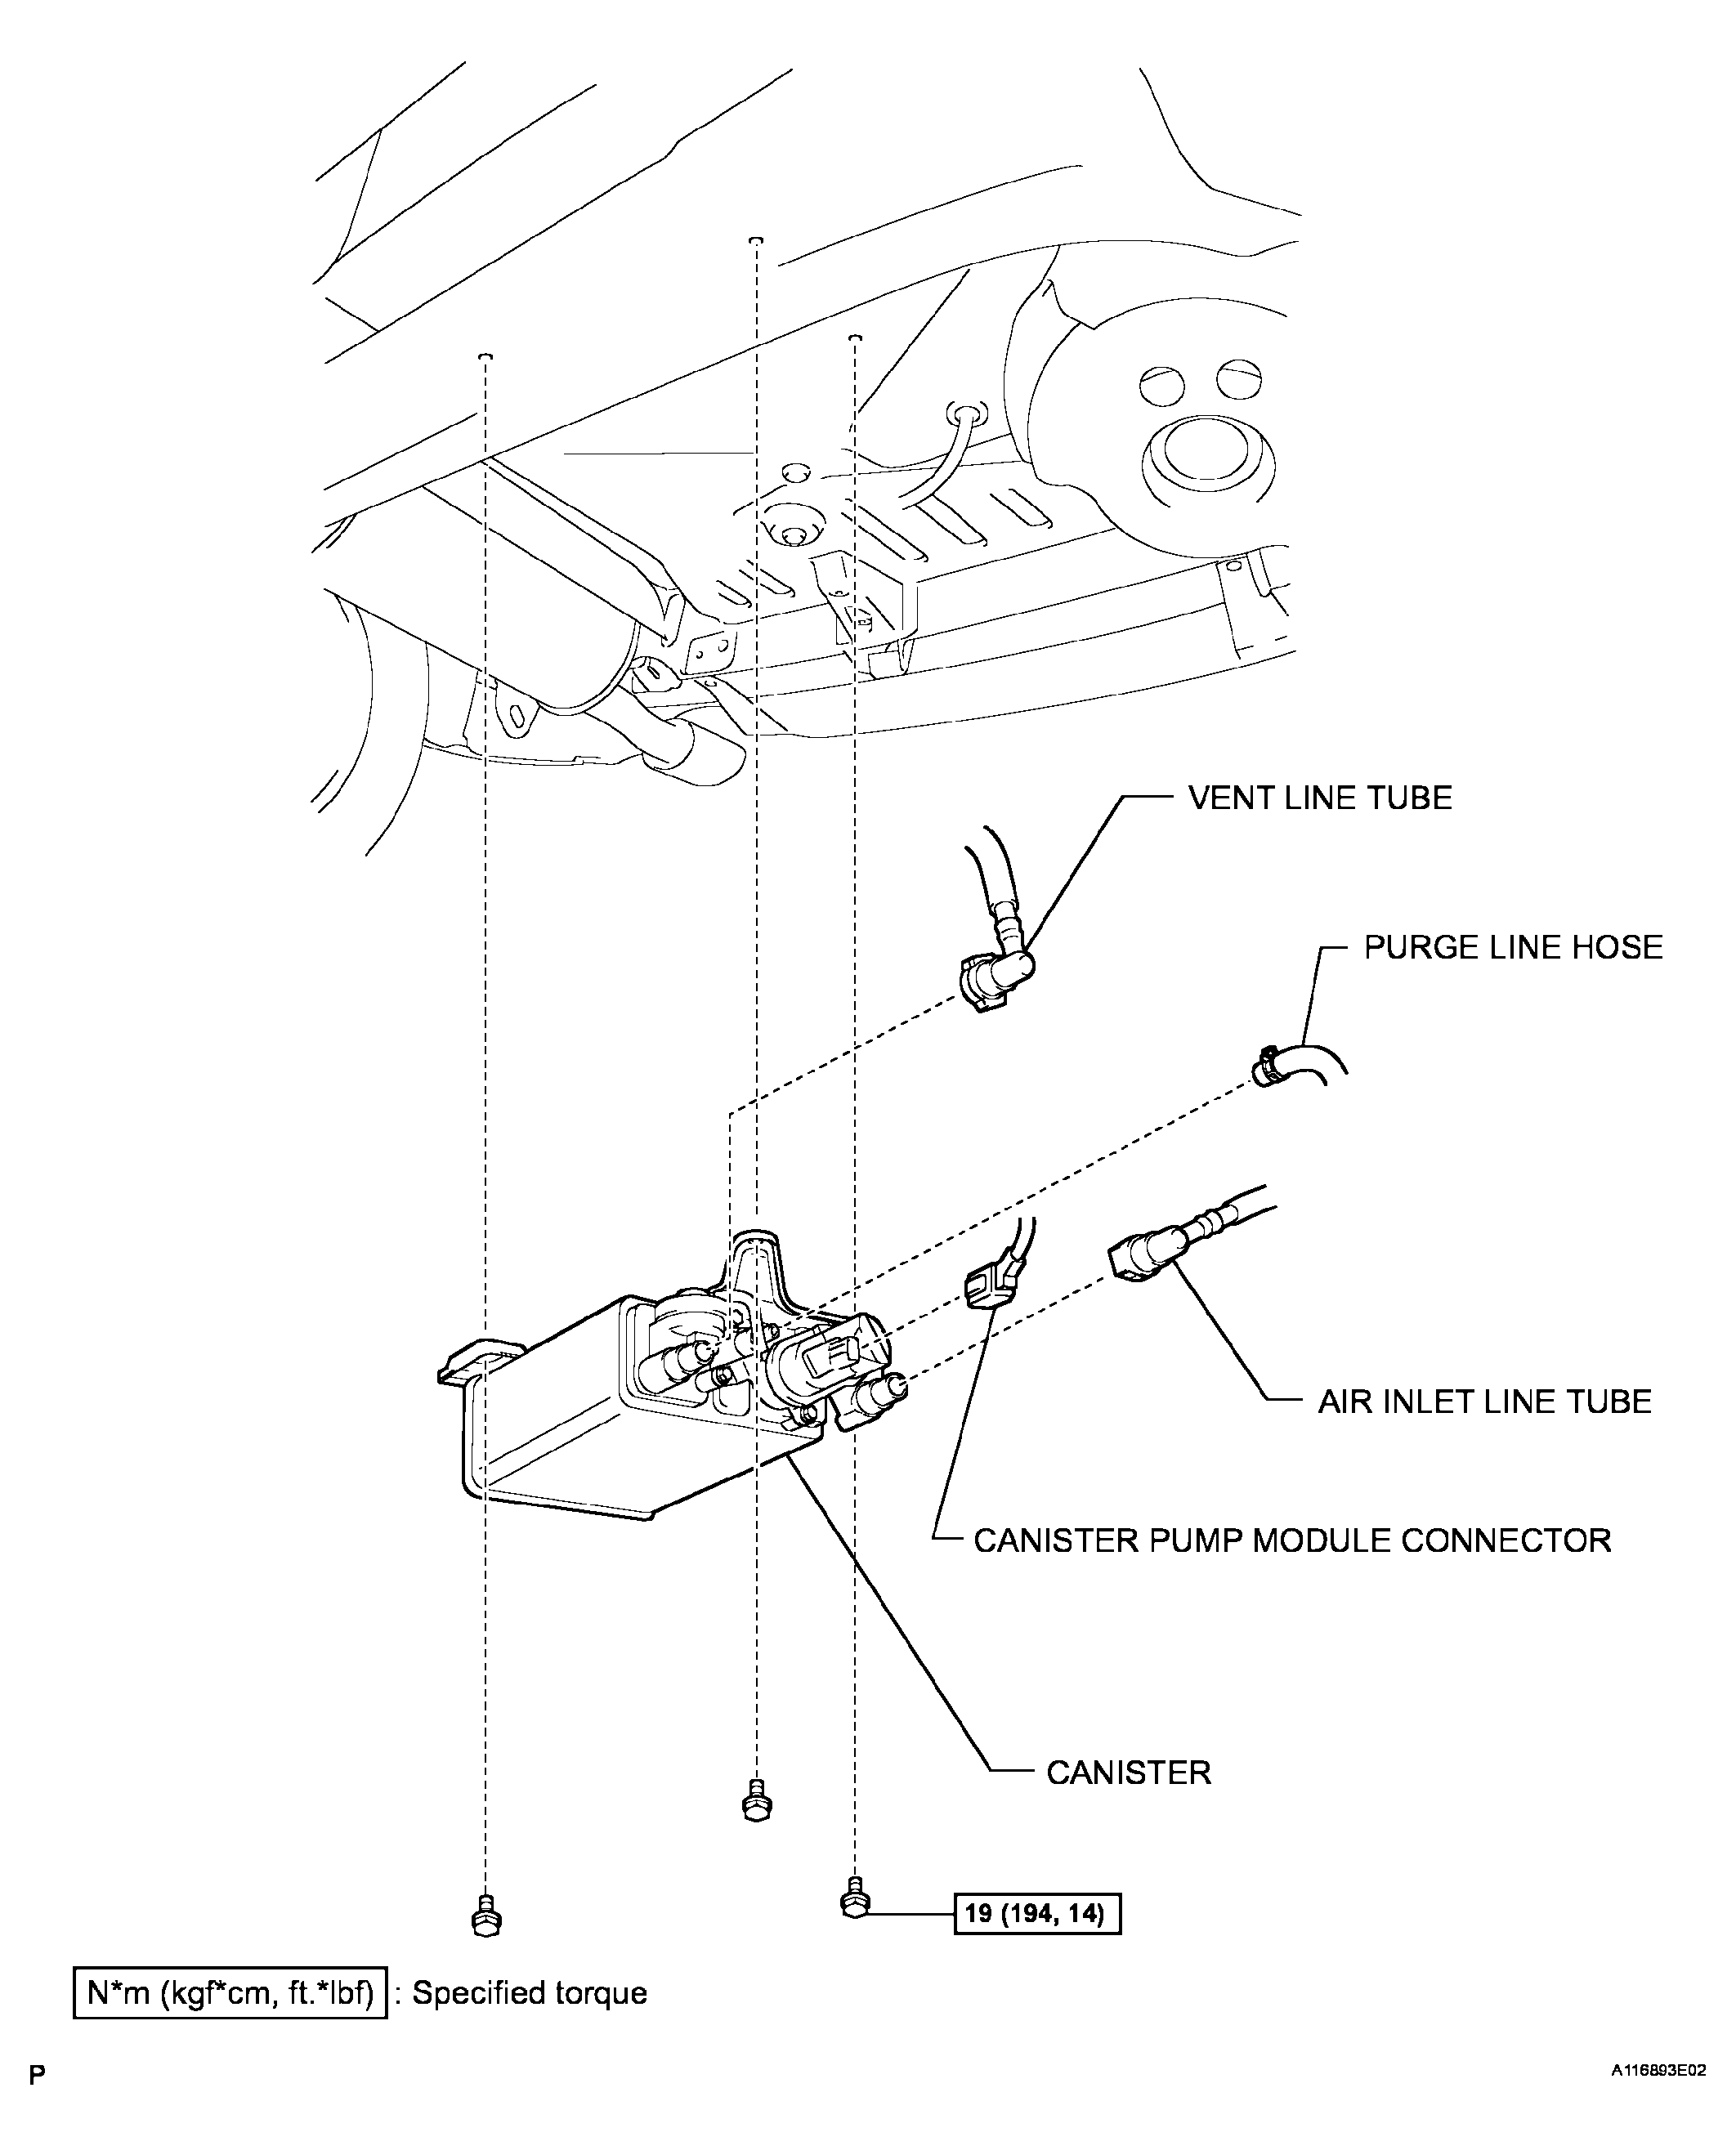 VENT LINE TUBE
PURGE LINE HOSE
AIR INLET LINE TUBE
CANISTER PUMP MODULE CONNECTOR
CANISTER
19 (194, 14)
N*m (kgf*cm, ft.*lbf) : Specified torque
P
A116893E02